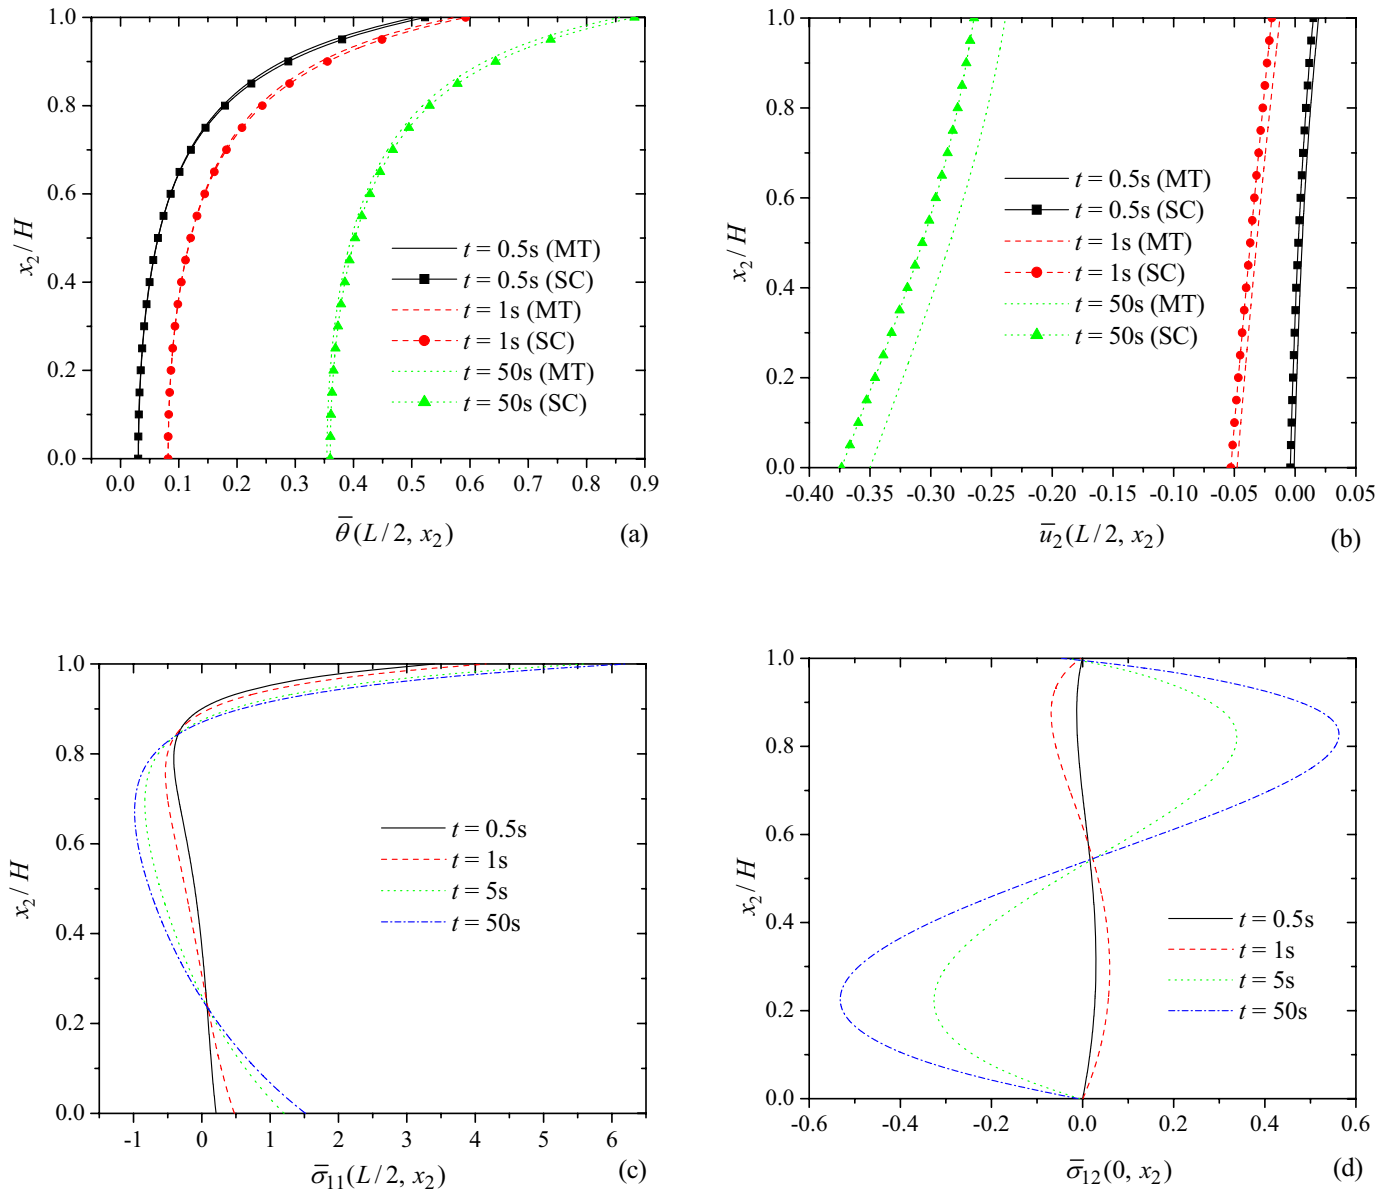 1.0
0.8
0.6
0.4
0.2
0.0
x2/H
t = 0.5s (MT)
t = 0.5s (SC)
t = 1s (MT)
t = 1s (SC)
t = 50s (MT)
t = 50s (SC)
0.0 0.1 0.2 0.3 0.4 0.5 0.6 0.7 0.8 0.9
θ̅(L/2, x2)
(a)
1.0
0.8
0.6
0.4
0.2
0.0
x2/H
t = 0.5s (MT)
t = 0.5s (SC)
t = 1s (MT)
t = 1s (SC)
t = 50s (MT)
t = 50s (SC)
-0.40 -0.35 -0.30 -0.25 -0.20 -0.15 -0.10 -0.05 0.00 0.05
u̅2(L/2, x2)
(b)
1.0
0.8
0.6
0.4
0.2
0.0
x2/H
t = 0.5s
t = 1s
t = 5s
t = 50s
-1 0 1 2 3 4 5 6
σ̅11(L/2, x2)
(c)
1.0
0.8
0.6
0.4
0.2
0.0
x2/H
t = 0.5s
t = 1s
t = 5s
t = 50s
-0.6 -0.4 -0.2 0.0 0.2 0.4 0.6
σ̅12(0, x2)
(d)